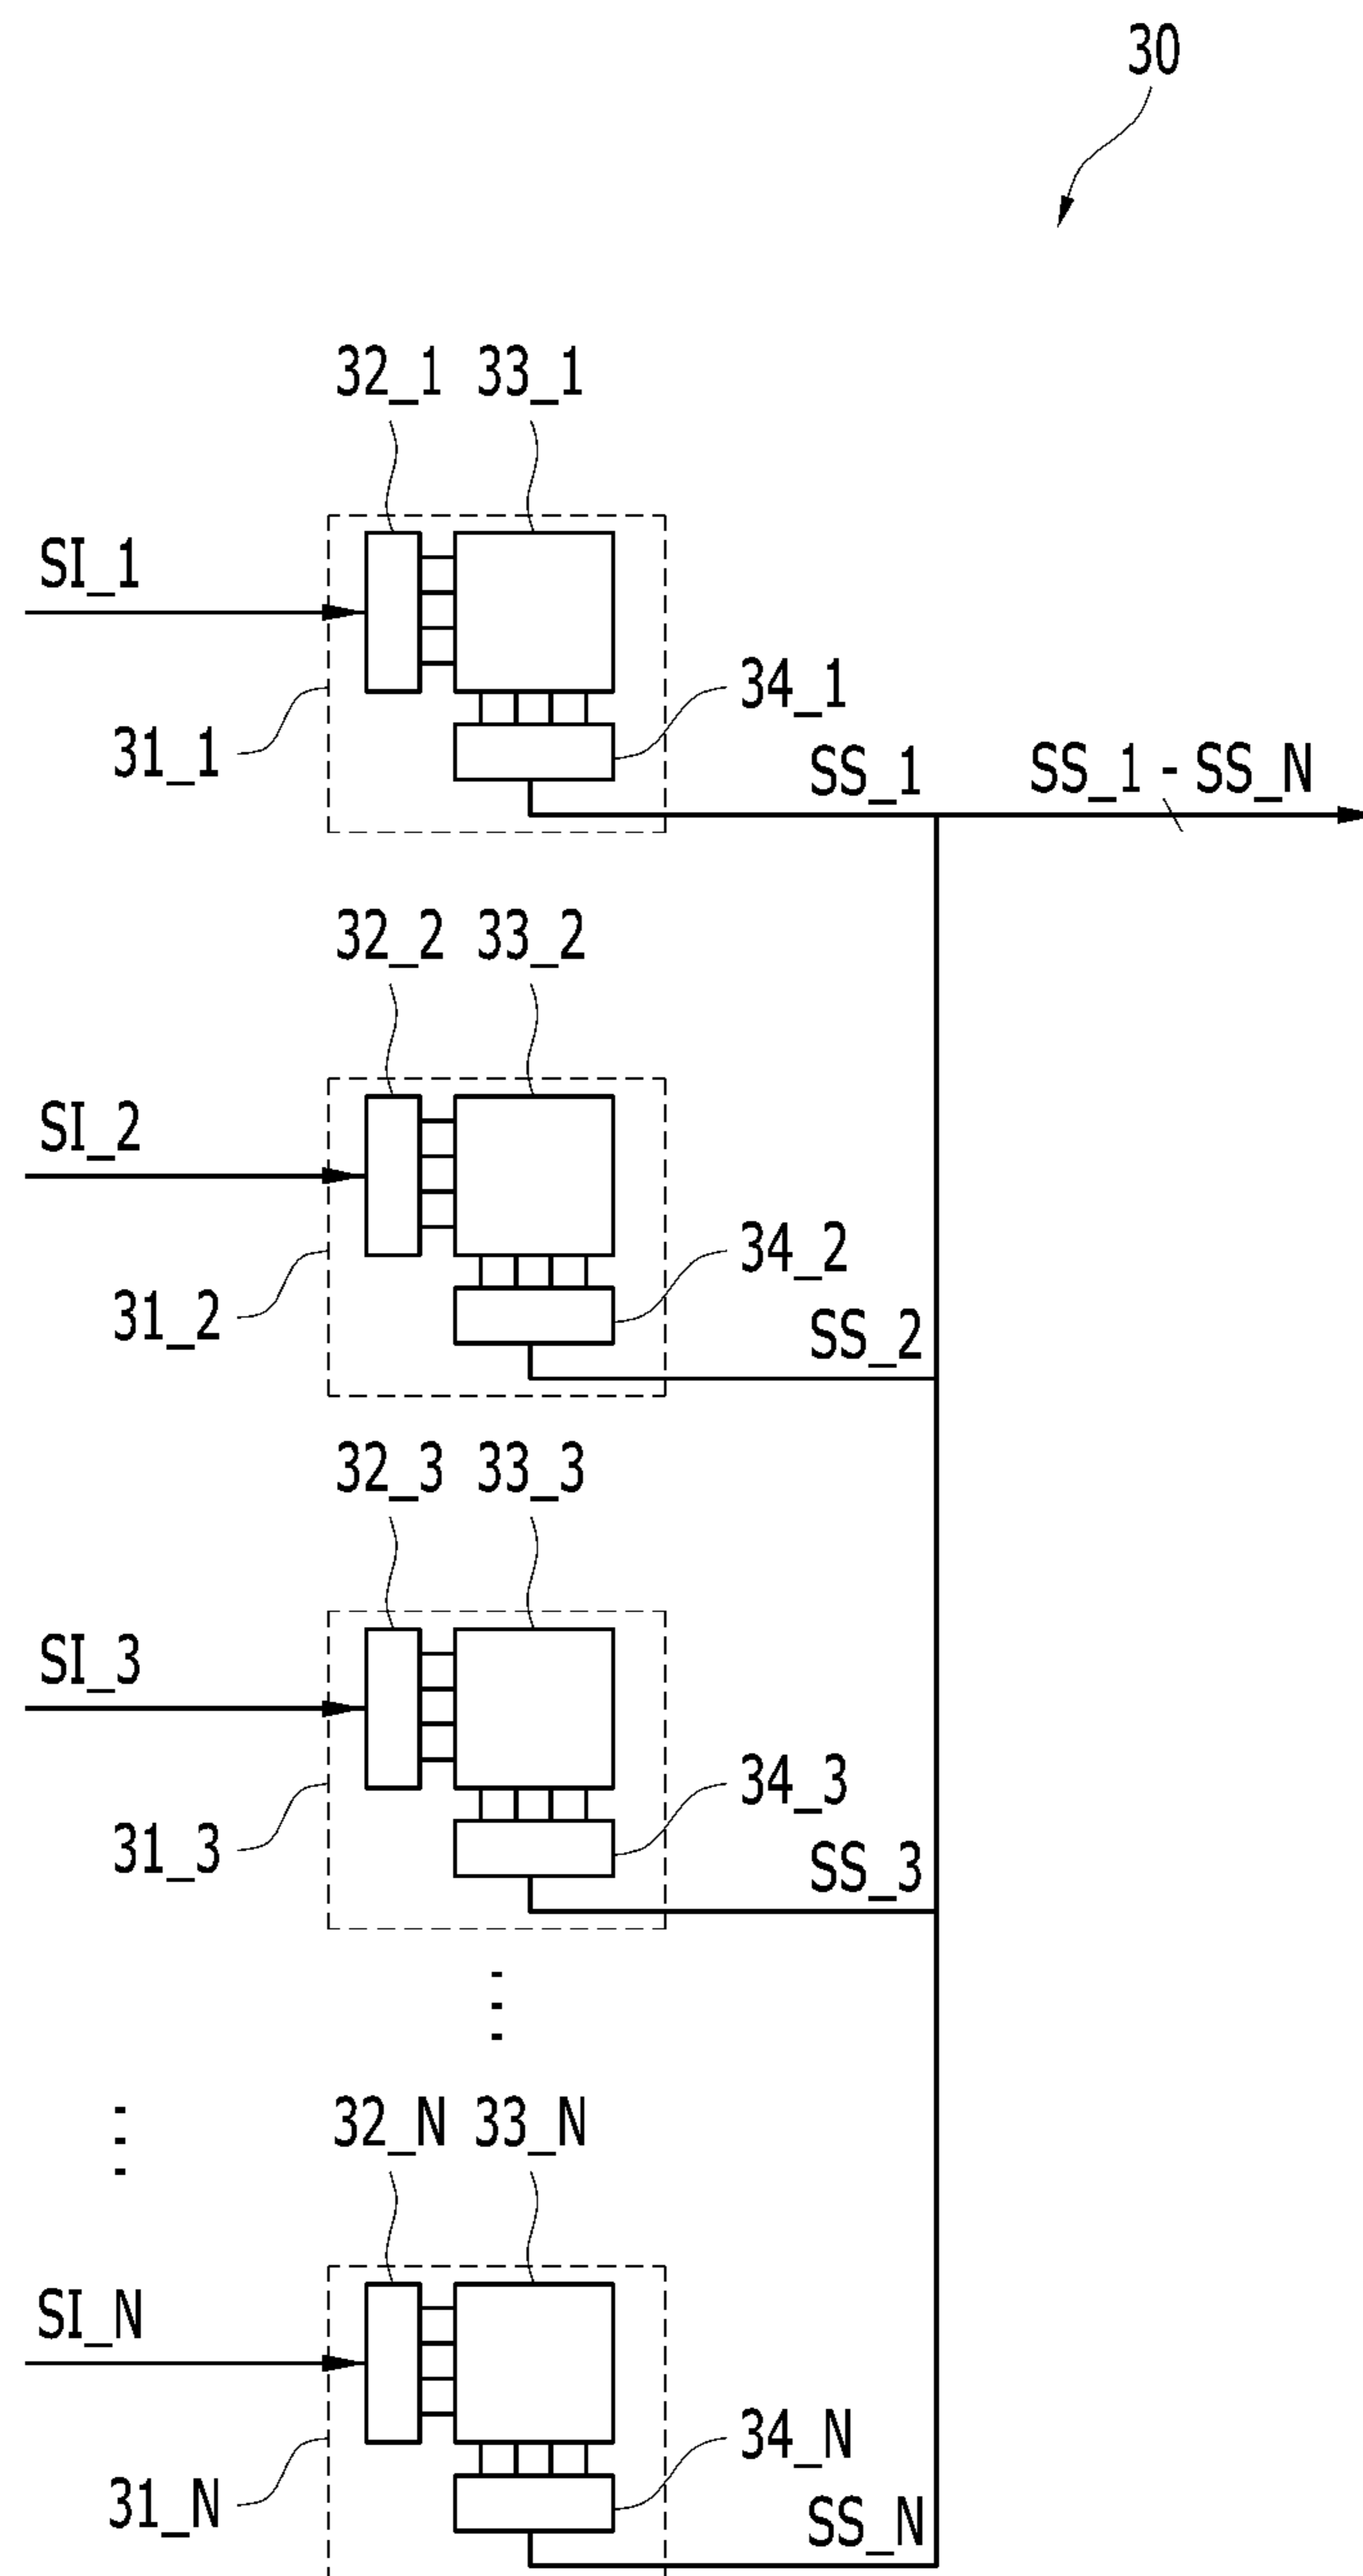 30
32_1 33_1
SI_1
34_1
31_1
SS_1
SS_1 - SS_N
32_2 33_2
SI_2
34_2
31_2
SS_2
32_3 33_3
SI_3
34_3
31_3
SS_3
32_N 33_N
SI_N
34_N
31_N
SS_N